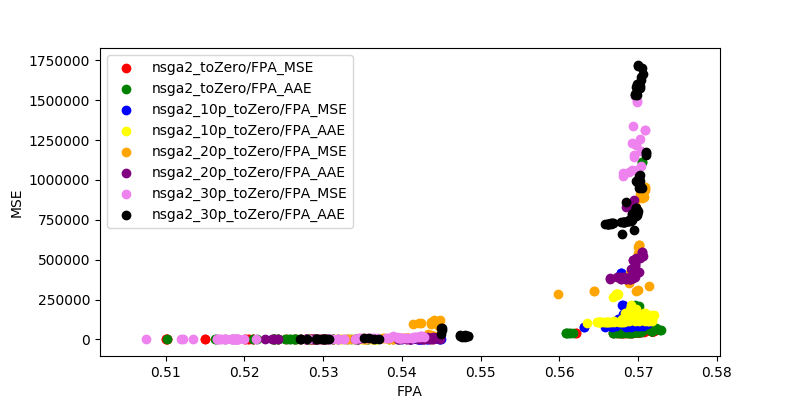 1750000
1500000
1250000
1000000
750000
500000
250000
0
MSE
nsga2_toZero/FPA_MSE
nsga2_toZero/FPA_AAE
nsga2_10p_toZero/FPA_MSE
nsga2_10p_toZero/FPA_AAE
nsga2_20p_toZero/FPA_MSE
nsga2_20p_toZero/FPA_AAE
nsga2_30p_toZero/FPA_MSE
nsga2_30p_toZero/FPA_AAE
0.51 0.52 0.53 0.54 0.55 0.56 0.57 0.58
FPA